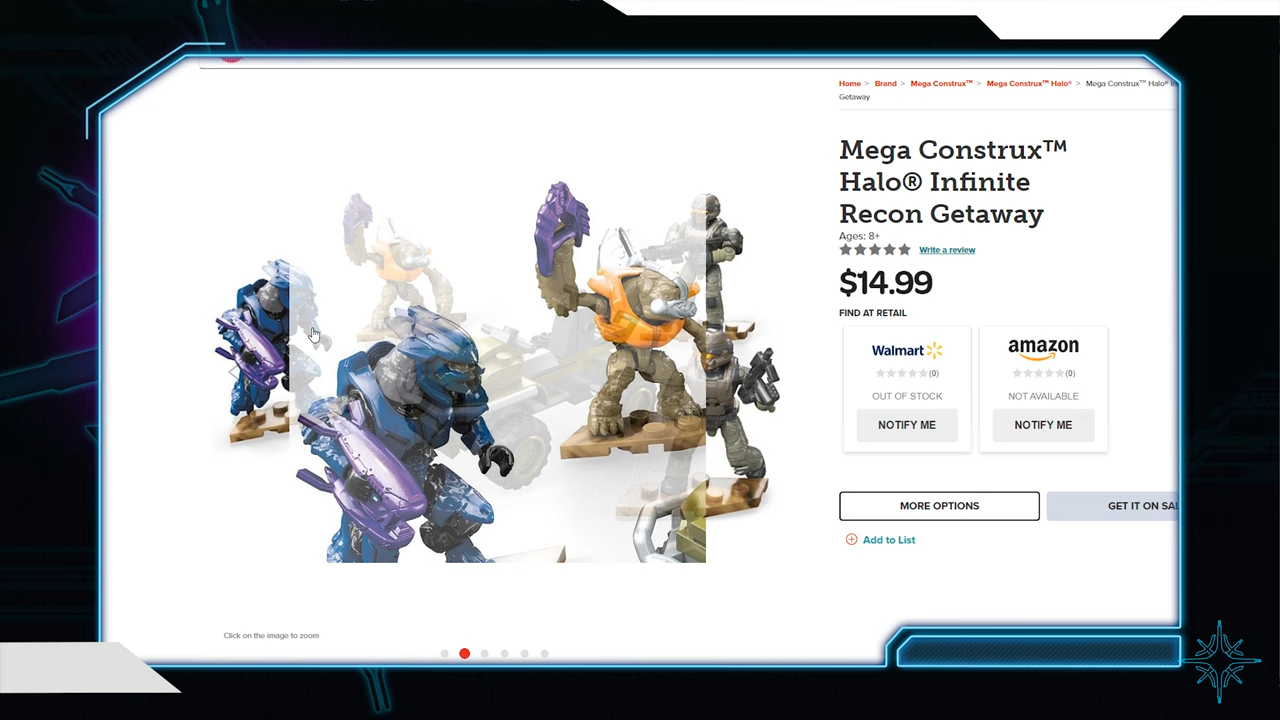 Home > Brand > Mega Construx™ > Mega Construx™ Halo® > Mega Construx™ Halo®
Getaway
Mega Construx™
Halo® Infinite
Recon Getaway
Ages: 8+
Write a review
$14.99
FIND AT RETAIL
Walmart
amazon
(0)
(0)
OUT OF STOCK
NOT AVAILABLE
NOTIFY ME
NOTIFY ME
MORE OPTIONS
GET IT ON
Add to List
Click on the image to zoom